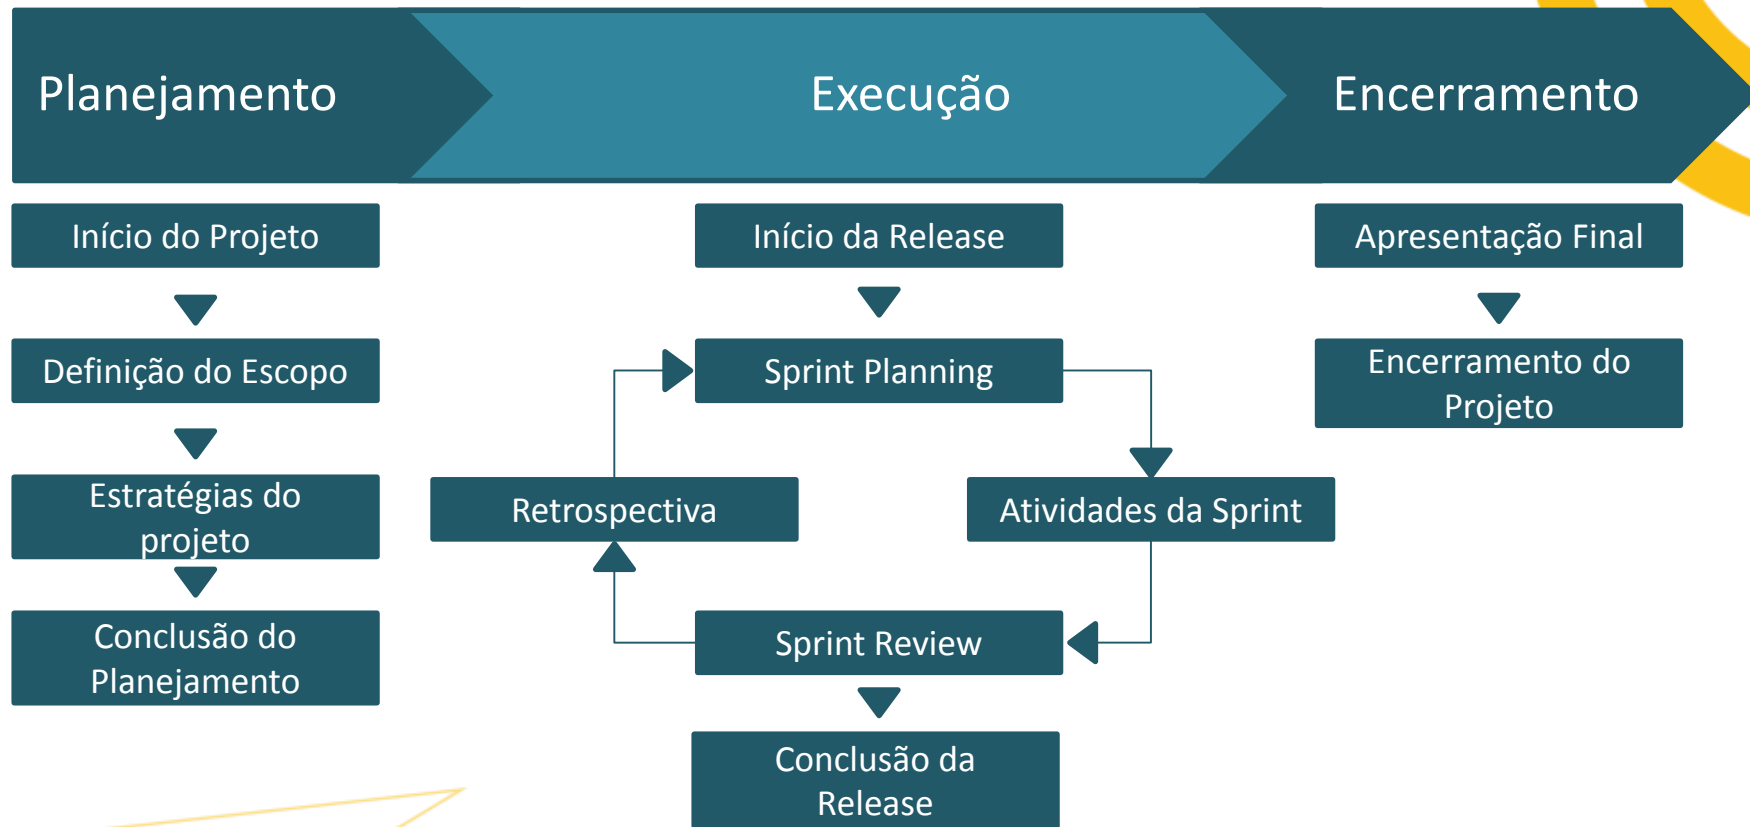 Planejamento
Execução
Encerramento
Início do Projeto
Definição do Escopo
Estratégias do
projeto
Conclusão do
Planejamento
Início da Release
Sprint Planning
Retrospectiva
Atividades da Sprint
Sprint Review
Conclusão da
Release
Apresentação Final
Encerramento do
Projeto